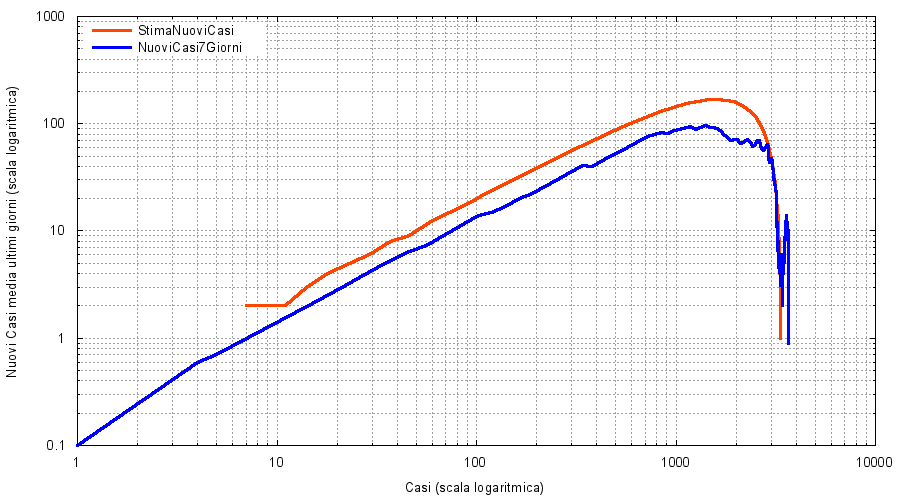 1000
StimaNuoviCasi
NuoviCasi7Giorni
100
10
1
0.1
Nuovi Casi media ultimi giorni (scala logaritmica)
1
10
100
1000
10000
Casi (scala logaritmica)